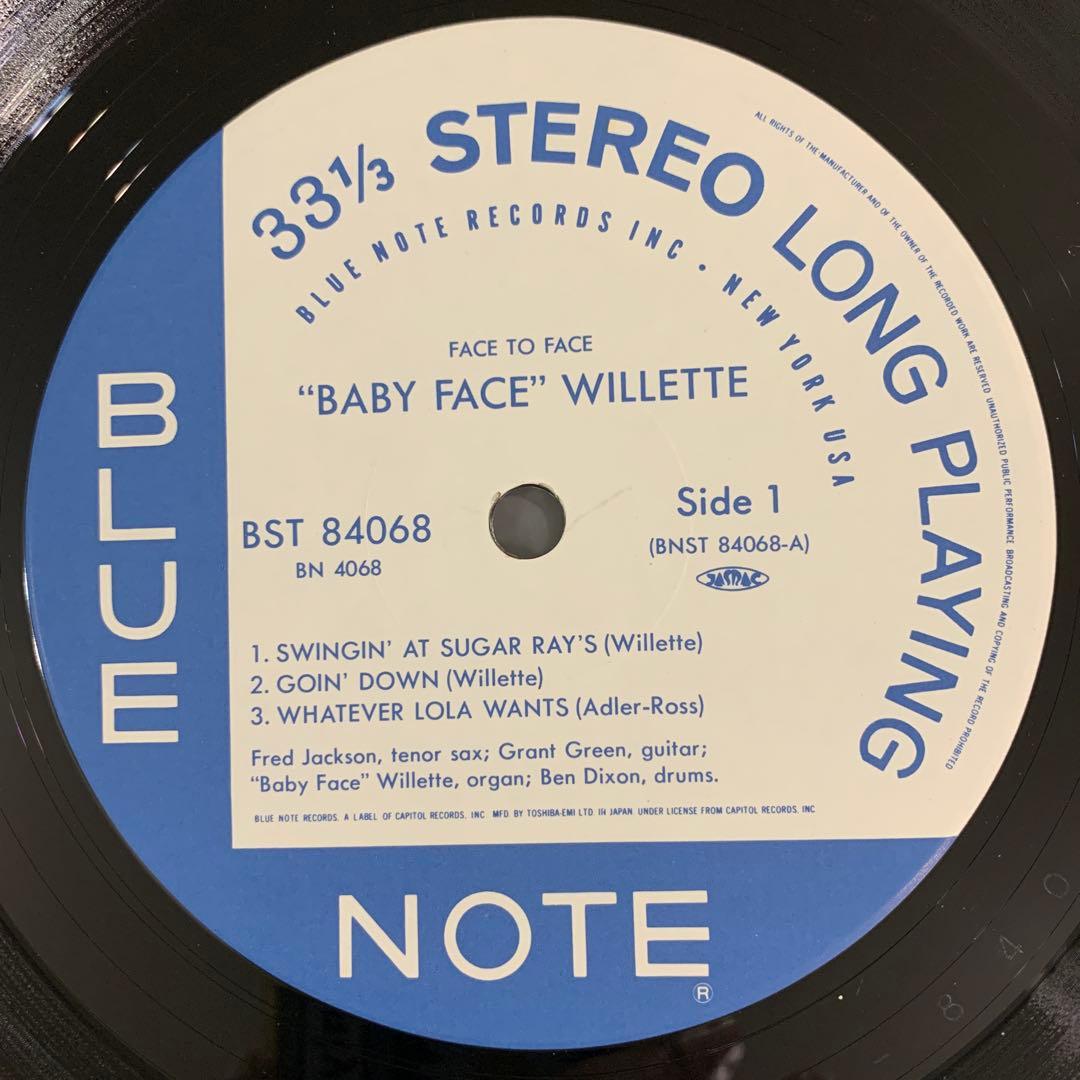 33⅓ STEREO LONG PLAYING
BLUE NOTE RECORDS INC • NEW YORK USA
ALL RIGHTS OF THE MANUFACTURER AND OF THE OWNER OF THE RECORDED WORK ARE RESERVED UNAUTHORIZED PUBLIC PERFORMANCE BROADCASTING AND COPYING OF THE RECORD PROHIBITED
FACE TO FACE
“BABY FACE” WILLETTE
BST 84068
BN 4068
Side 1
(BNST 84068-A)
JASRAC
1. SWINGIN’ AT SUGAR RAY’S (Willette)
2. GOIN’ DOWN (Willette)
3. WHATEVER LOLA WANTS (Adler-Ross)
Fred Jackson, tenor sax; Grant Green, guitar;
“Baby Face” Willette, organ; Ben Dixon, drums.
BLUE NOTE RECORDS. A LABEL OF CAPITOL RECORDS. INC MFD BY TOSHIBA-EMI LTD IN JAPAN UNDER LICENSE FROM CAPITOL RECORDS. INC
BLUE
NOTE®
8 4 0